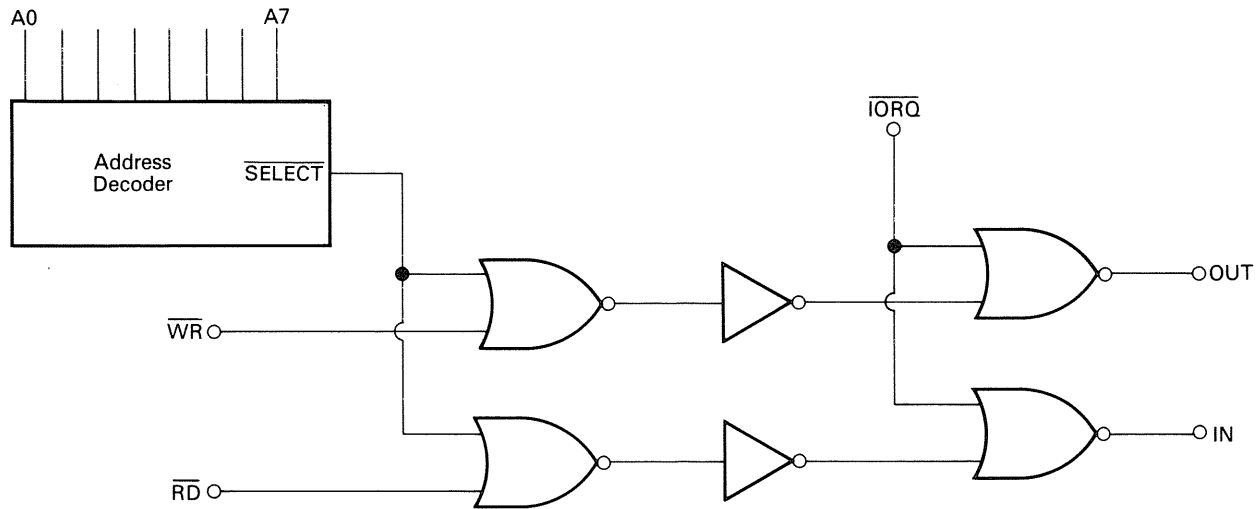 A0 A7
IORQ
Address
Decoder
SELECT
OUT
WR
IN
RD